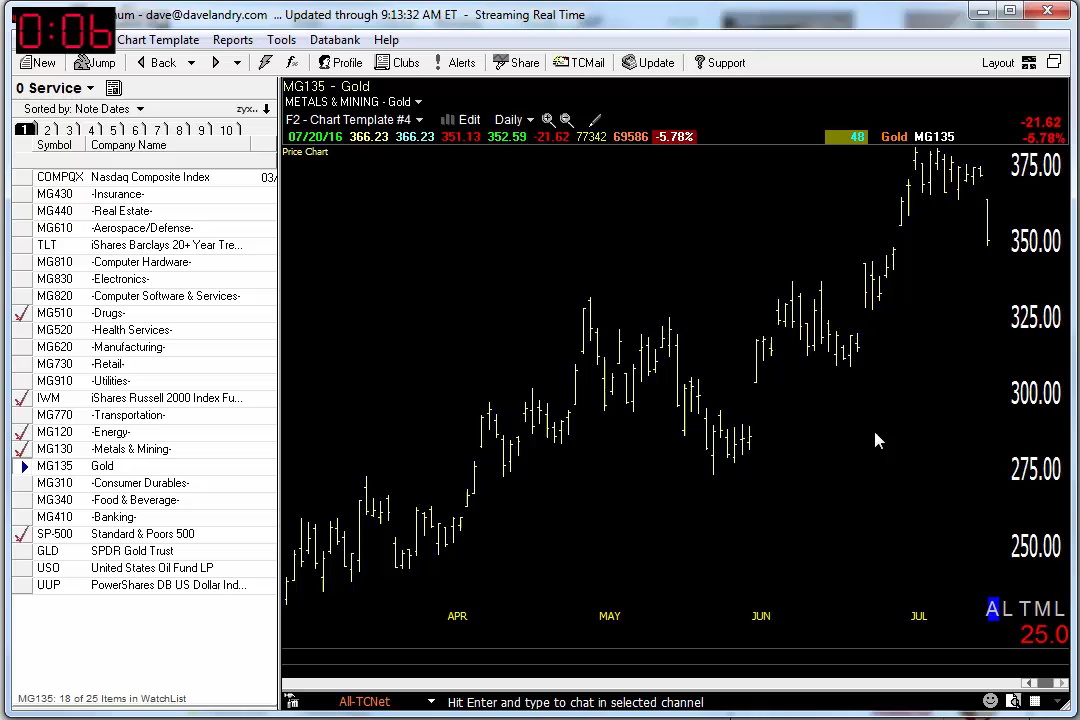 0:06
num - dave@davelandry.com ... Updated through 9:13:32 AM ET - Streaming Real Time
Chart Template Reports Tools Databank Help
New Jump Back Profile Clubs Alerts Share TCMail Update Support Layout
0 Service
MG135 - Gold
METALS & MINING - Gold
Sorted by: Note Dates zyx..
F2 - Chart Template #4 Edit Daily
1 2 3 4 5 6 7 8 9 10
07/20/16 366.23 366.23 351.13 352.59 -21.62 77342 69586 -5.78% 48 Gold MG135
-21.62
-5.78%
Symbol Company Name
Price Chart
COMPQX Nasdaq Composite Index 03/
MG430 -Insurance-
MG440 -Real Estate-
MG610 -Aerospace/Defense-
TLT iShares Barclays 20+ Year Tre...
MG810 -Computer Hardware-
MG830 -Electronics-
MG820 -Computer Software & Services-
MG510 -Drugs-
MG520 -Health Services-
MG620 -Manufacturing-
MG730 -Retail-
MG910 -Utilities-
IWM iShares Russell 2000 Index Fu...
MG770 -Transportation-
MG120 -Energy-
MG130 -Metals & Mining-
MG135 Gold
MG310 -Consumer Durables-
MG340 -Food & Beverage-
MG410 -Banking-
SP-500 Standard & Poors 500
GLD SPDR Gold Trust
USO United States Oil Fund LP
UUP PowerShares DB US Dollar Ind...
375.00
350.00
325.00
300.00
275.00
250.00
A L T M L
25.0
APR MAY JUN JUL
MG135: 18 of 25 Items in WatchList
All-TCNet Hit Enter and type to chat in selected channel